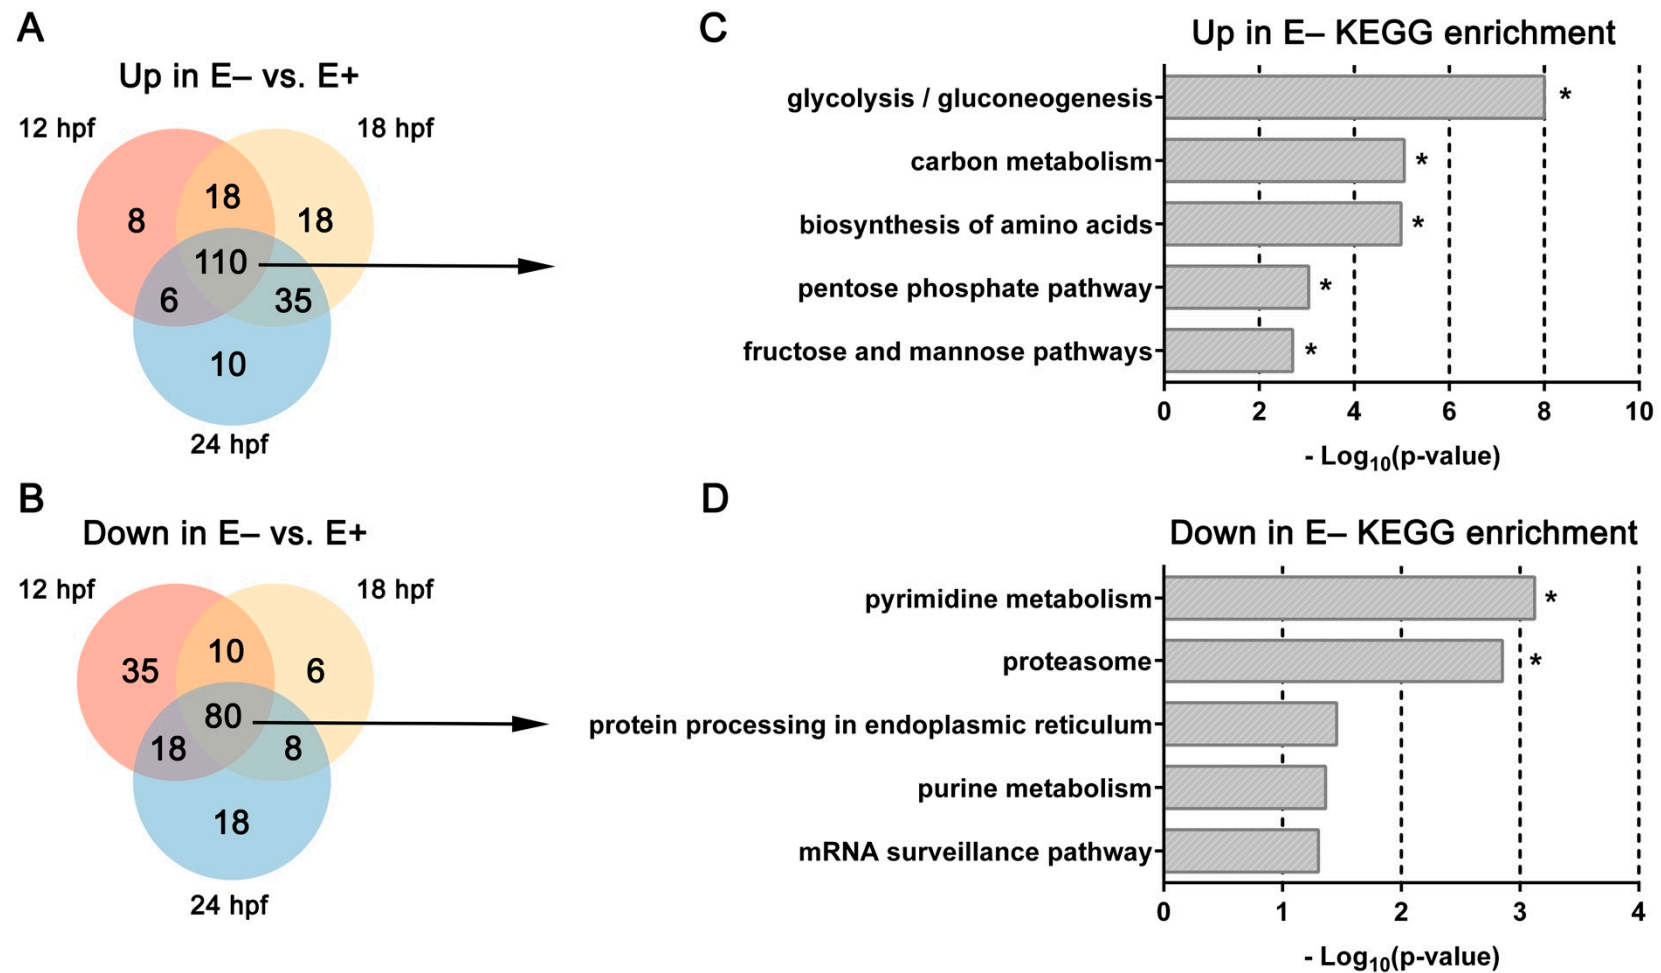 A
Up in E– vs. E+
12 hpf
18 hpf
18
8
18
110
6
35
10
24 hpf
B
Down in E– vs. E+
12 hpf
18 hpf
10
35
6
80
18
8
18
24 hpf
C
Up in E– KEGG enrichment
glycolysis / gluconeogenesis
*
carbon metabolism
*
biosynthesis of amino acids
*
pentose phosphate pathway
*
fructose and mannose pathways
*
0 2 4 6 8 10
- Log10(p-value)
D
Down in E– KEGG enrichment
pyrimidine metabolism
*
proteasome
*
protein processing in endoplasmic reticulum
purine metabolism
mRNA surveillance pathway
0 1 2 3 4
- Log10(p-value)